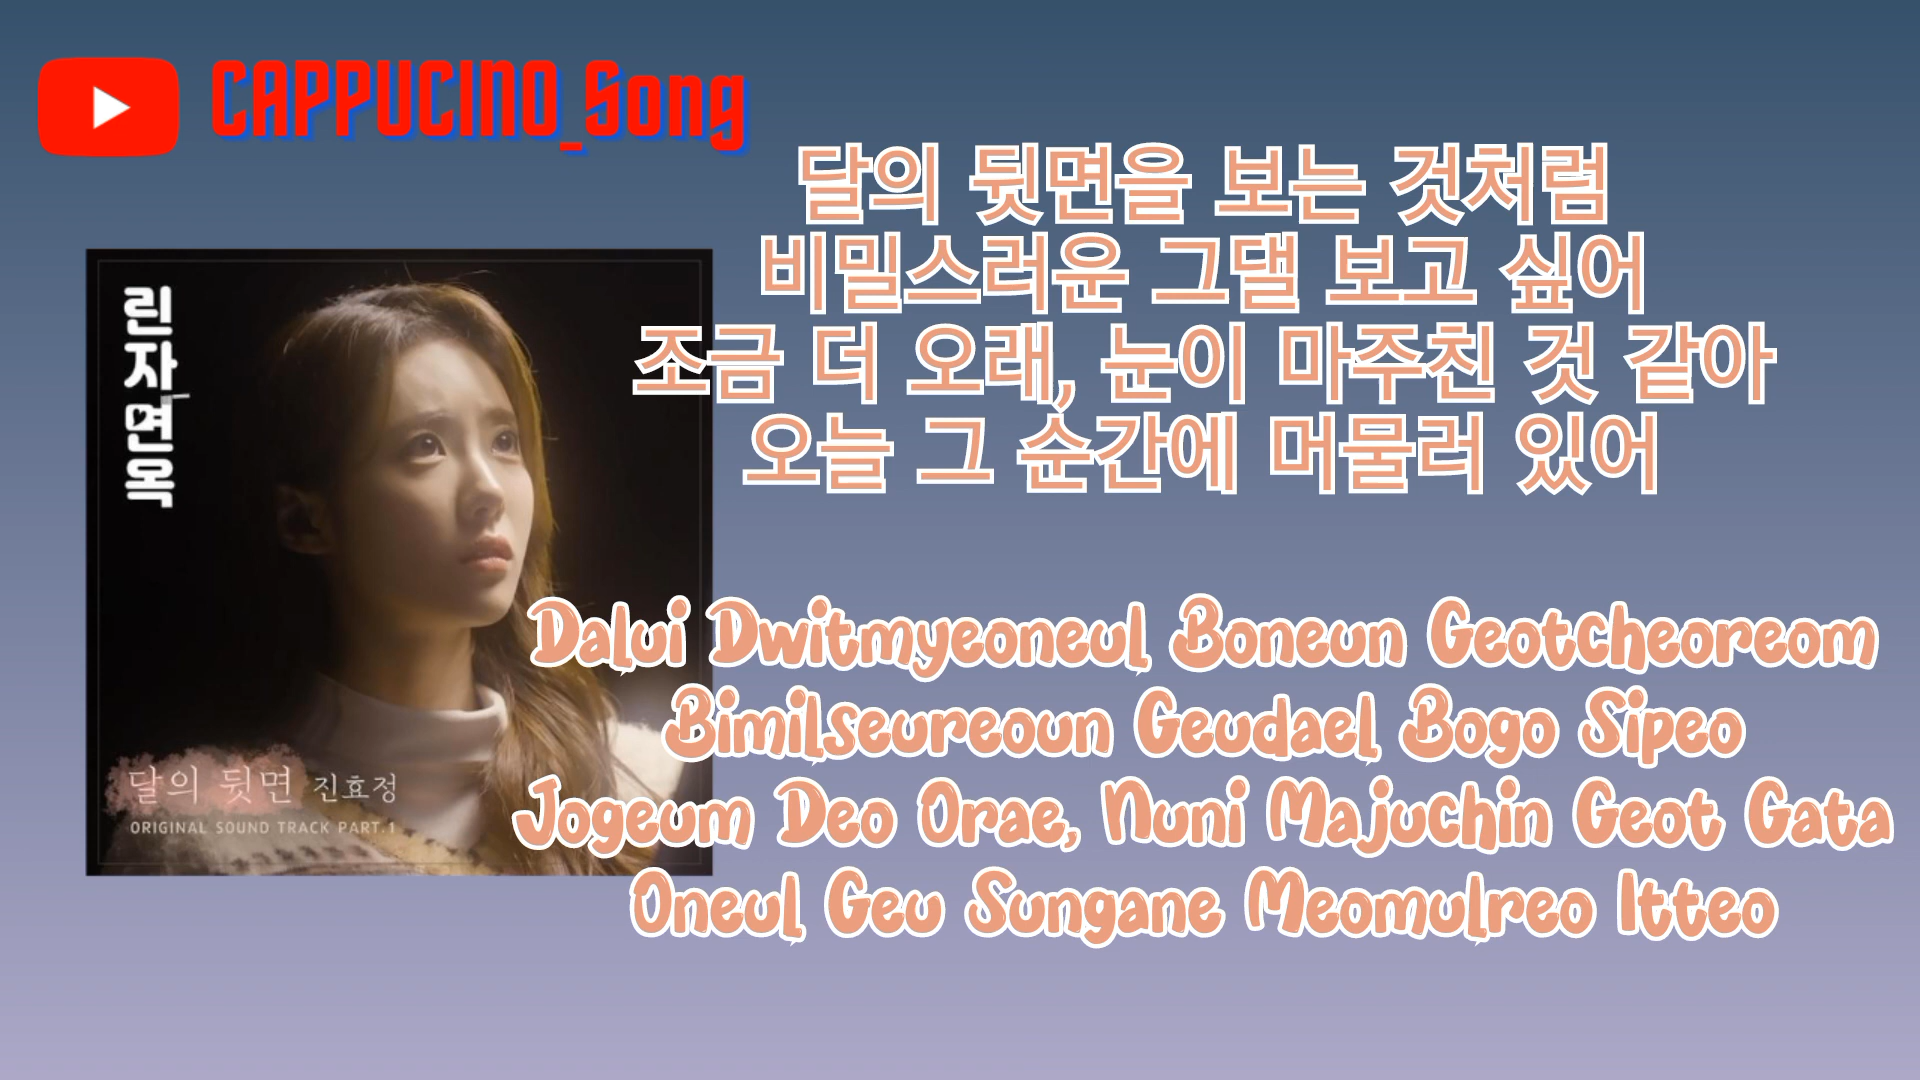 CAPPUCINO_Song
달의 뒷면을 보는 것처럼
비밀스러운 그댈 보고 싶어
조금 더 오래, 눈이 마주친 것 같아
오늘 그 순간에 머물러 있어
린자면옥
달의 뒷면 진효정
ORIGINAL SOUND TRACK PART.1
Dalui Dwitmyeoneul Boneun Geotcheoreom
Bimilseureoun Geudael Bogo Sipeo
Jogeum Deo Orae, Nuni Majuchin Geot Gata
Oneul Geu Sungane Meomulreo Itteo